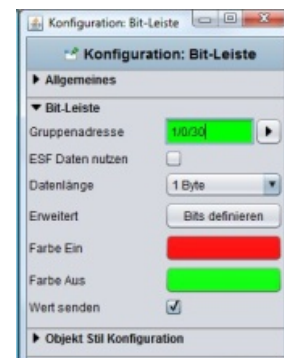 Konfiguration: Bit-Leiste
Konfiguration: Bit-Leiste
Allgemeines
Bit-Leiste
Gruppenadresse 1/0/30
ESF Daten nutzen
Datenlänge 1 Byte
Erweitert Bits definieren
Farbe Ein
Farbe Aus
Wert senden
Objekt Stil Konfiguration